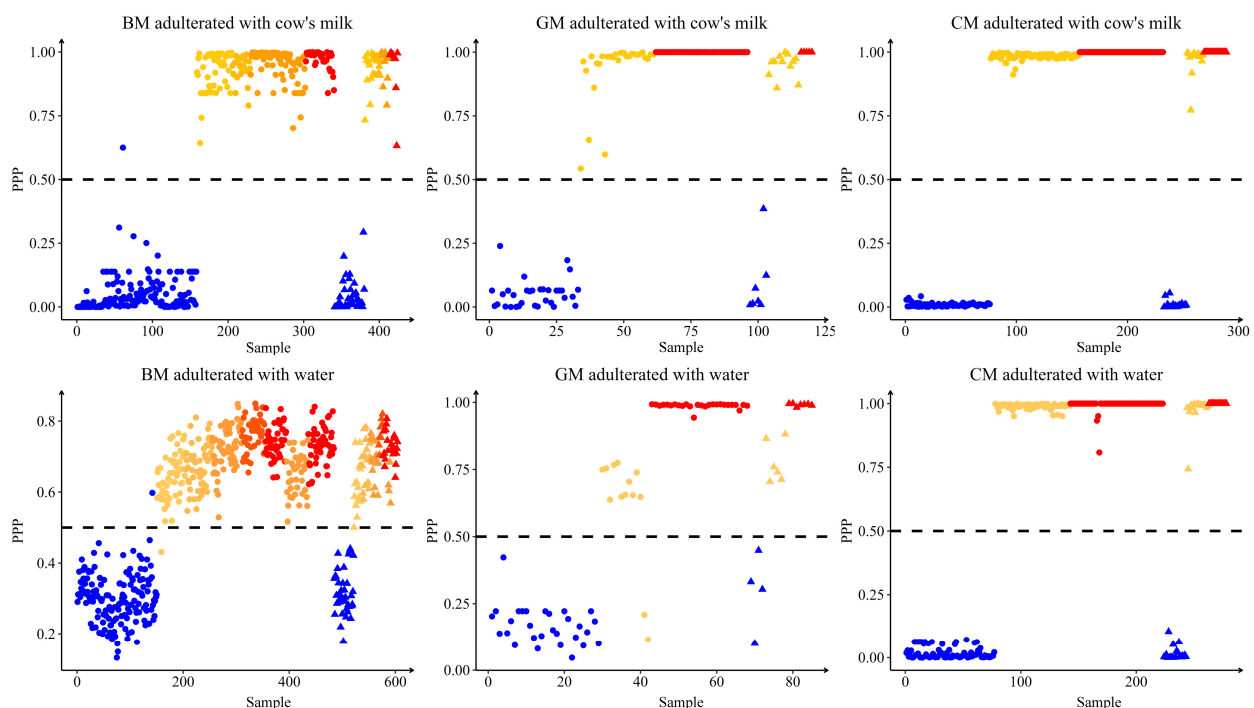 BM adulterated with cow's milk
1.00
0.75
0.50
0.25
0.00
PPP
0 100 200 300 400
Sample
GM adulterated with cow's milk
1.00
0.75
0.50
0.25
0.00
PPP
0 25 50 75 100 125
Sample
CM adulterated with cow's milk
1.00
0.75
0.50
0.25
0.00
PPP
0 100 200 300
Sample
BM adulterated with water
0.8
0.6
0.4
0.2
PPP
0 200 400 600
Sample
GM adulterated with water
1.00
0.75
0.50
0.25
0.00
PPP
0 20 40 60 80
Sample
CM adulterated with water
1.00
0.75
0.50
0.25
0.00
PPP
0 100 200
Sample